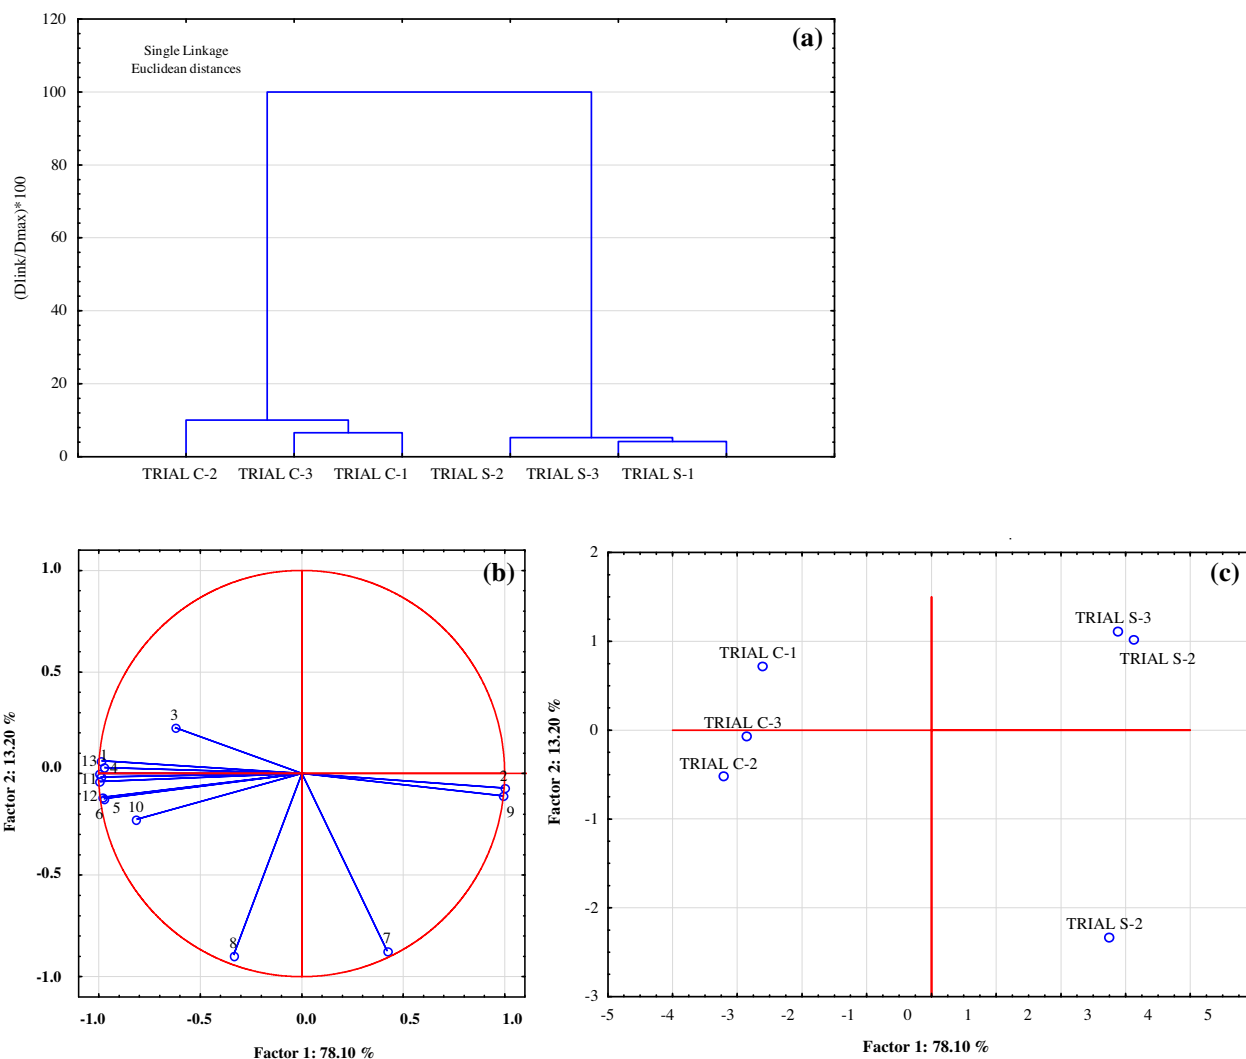 120
(a)
Single Linkage
Euclidean distances
100
80
60
40
20
0
(Dlink/Dmax)*100
TRIAL C-2 TRIAL C-3 TRIAL C-1 TRIAL S-2 TRIAL S-3 TRIAL S-1
(b)
1.0
0.5
0.0
-0.5
-1.0
Factor 2: 13.20 %
3
1
13
4
11
12
5
10
6
2
9
8
7
-1.0 -0.5 0.0 0.5 1.0
Factor 1: 78.10 %
(c)
2
1
0
-1
-2
-3
Factor 2: 13.20 %
TRIAL S-3
TRIAL S-2
TRIAL C-1
TRIAL C-3
TRIAL C-2
TRIAL S-2
-5 -4 -3 -2 -1 0 1 2 3 4 5
Factor 1: 78.10 %